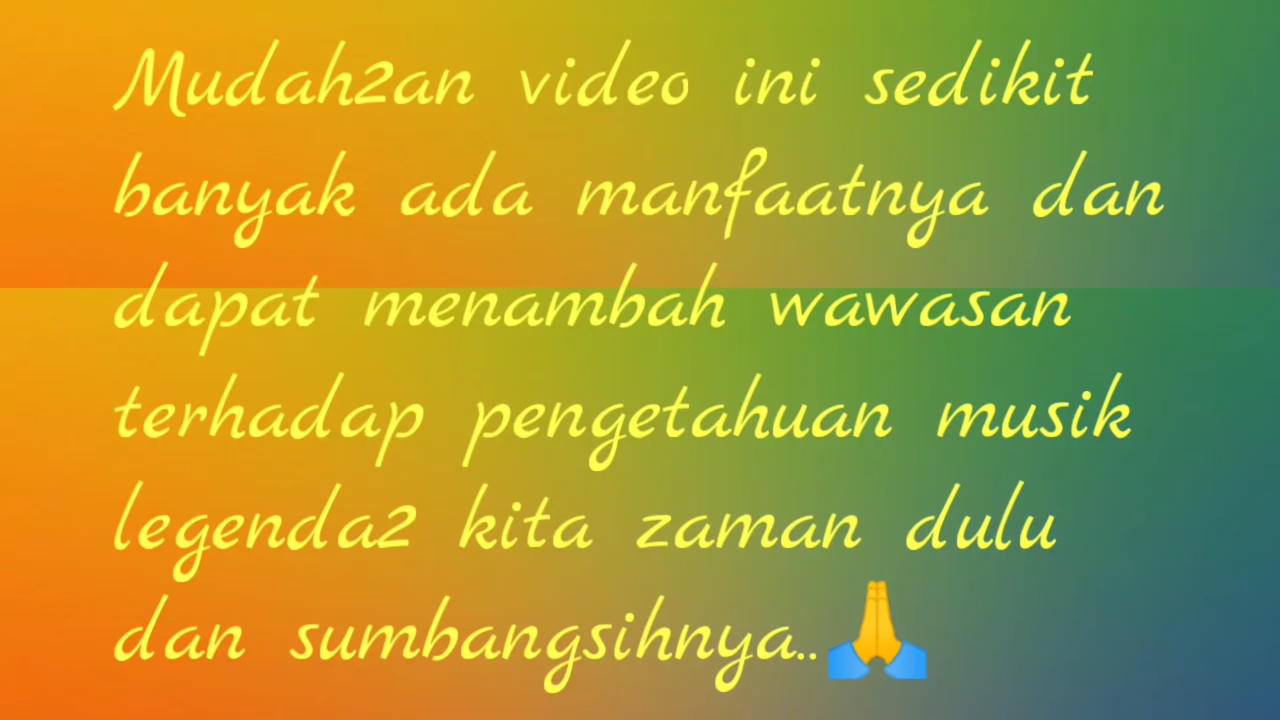 Mudah2an video ini sedikit
banyak ada manfaatnya dan
dapat menambah wawasan
terhadap pengetahuan musik
legenda2 kita zaman dulu
dan sumbangsihnya..🙏